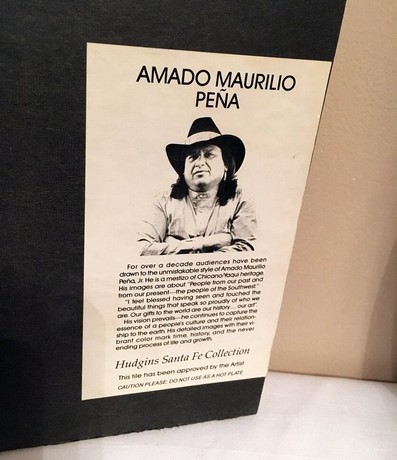 AMADO MAURILIO
PEÑA
For over a decade audiences have been
drawn to the unmistakable style of Amado Maurilio
Peña, Jr. He is a mestizo of Chicano/Yaqui heritage.
His images are about "People from our past and
from our present—the people of the Southwest."
"I feel blessed having seen and touched the
beautiful things that speak so proudly of who we
are. Our gifts to the world are our history... our art".
His vision prevails—he continues to capture the
essence of a people's culture and their relation-
ship to the earth. His detailed images with their vi-
brant color mark time, history, and the never
ending process of life and growth.
Hudgins Santa Fe Collection
This tile has been approved by the Artist
CAUTION PLEASE: DO NOT USE AS A HOT PLATE